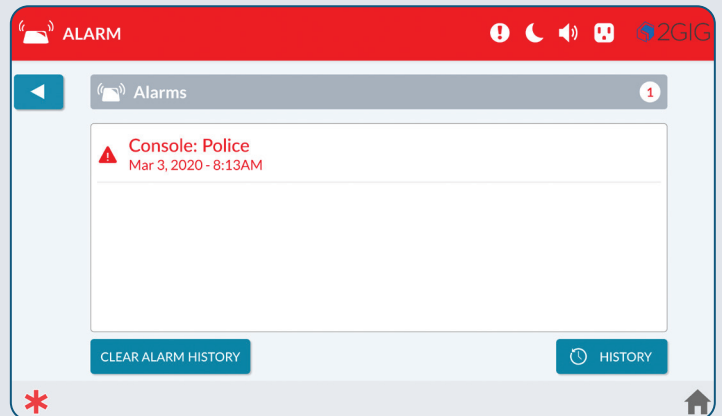 ALARM
2GIG
Alarms
1
Console: Police
Mar 3, 2020 - 8:13AM
CLEAR ALARM HISTORY
HISTORY